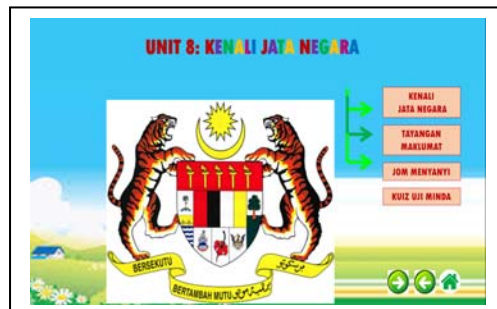 UNIT 8: KENALI JATA NEGARA
KENALI
JATA NEGARA
TAYANGAN
MAKLUMAT
JOM MENYANYI
KUIZ UJI MINDA
BERSEKUTU
BERTAMBAH MUTU